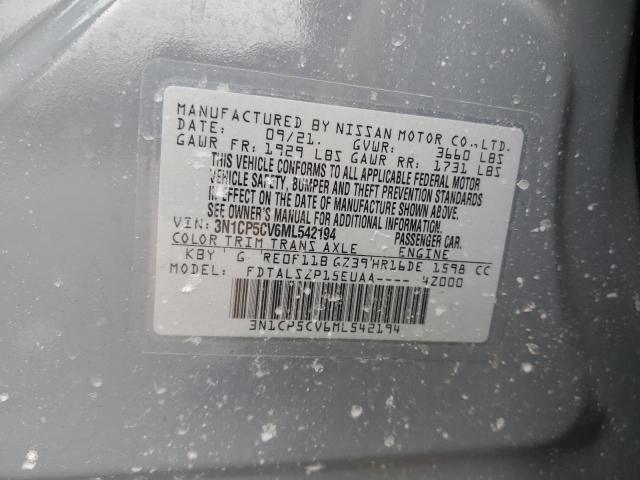 MANUFACTURED BY NISSAN MOTOR CO.,LTD.
DATE: 09/21. GVWR: 3660 LBS
GAWR FR: 1929 LBS GAWR RR: 1731 LBS
THIS VEHICLE CONFORMS TO ALL APPLICABLE FEDERAL MOTOR
VEHICLE SAFETY, BUMPER AND THEFT PREVENTION STANDARDS
IN EFFECT ON THE DATE OF MANUFACTURE SHOWN ABOVE.
SEE OWNER'S MANUAL FOR ADDITIONAL INFORMATION.
VIN: 3N1CP5CV6ML542194 PASSENGER CAR.
COLOR TRIM TRANS AXLE ENGINE
KBY G RE0F11B GZ39 HR16DE 1598 CC
MODEL: FDTALSZP15EUAA---- 4Z000
3N1CP5CV6ML542194